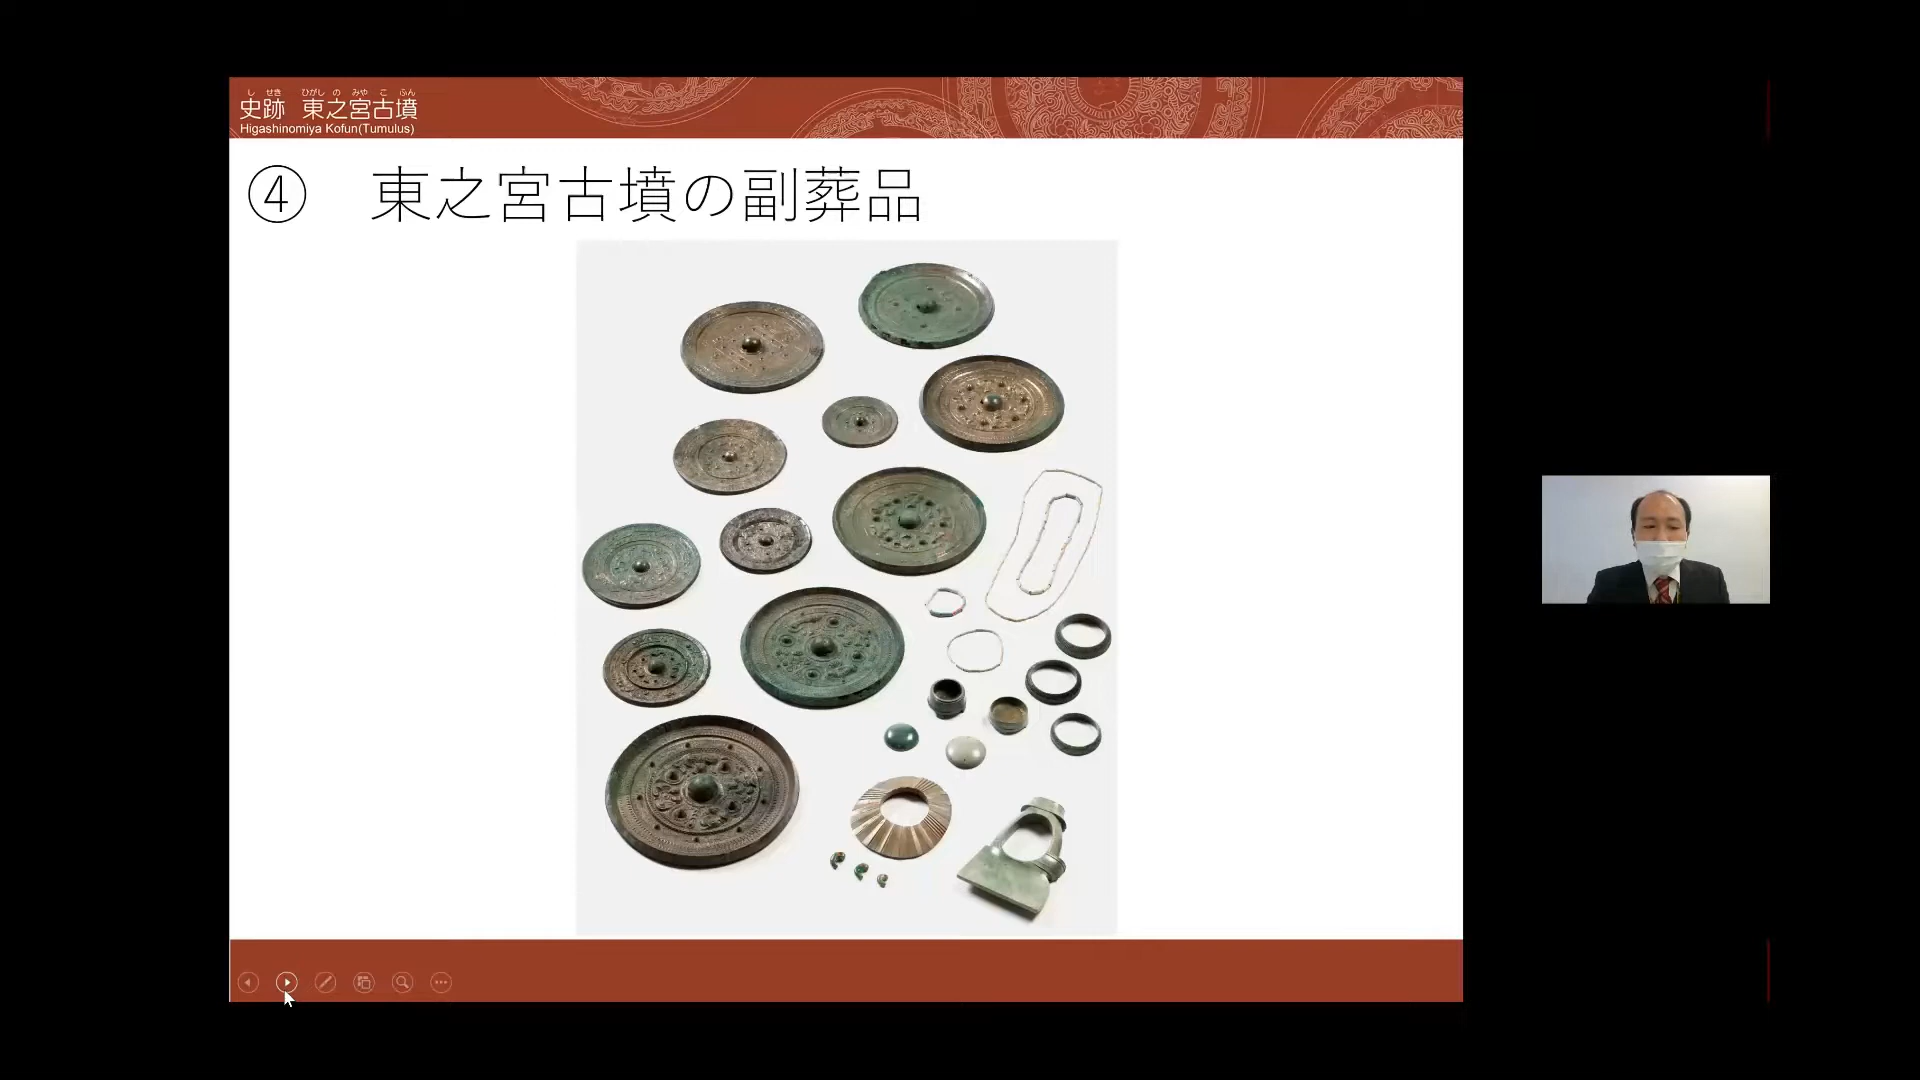 し せき ひがし の みや こ ふん
史跡 東之宮古墳
Higashinomiya Kofun(Tumulus)
④ 東之宮古墳の副葬品